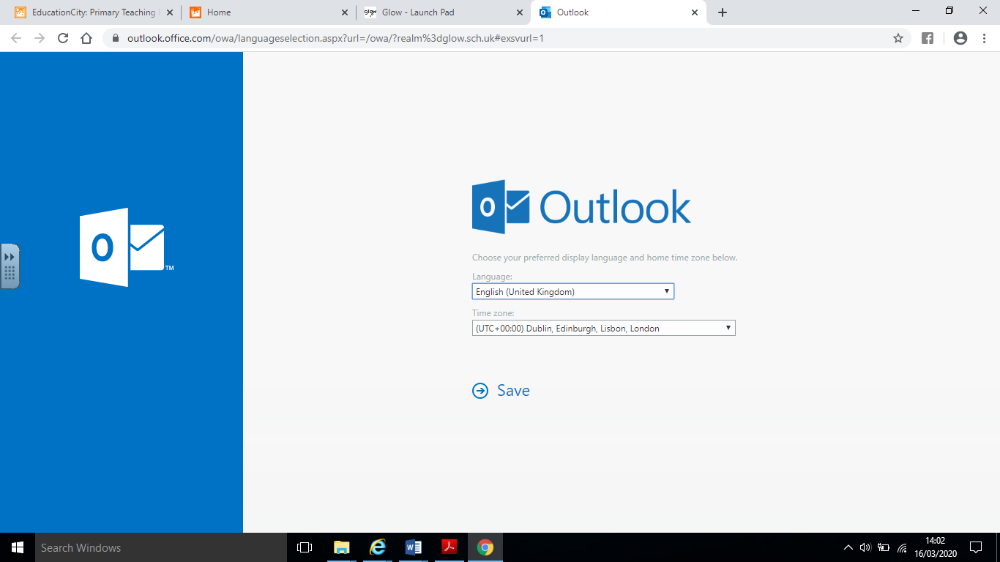 EducationCity: Primary Teaching
Home
glow Glow - Launch Pad
Outlook
outlook.office.com/owa/languageselection.aspx?url=/owa/?realm%3dglow.sch.uk#exsvurl=1
O TM
O Outlook
Choose your preferred display language and home time zone below.
Language:
English (United Kingdom)
Time zone:
(UTC+00:00) Dublin, Edinburgh, Lisbon, London
Save
Search Windows
14:02
16/03/2020